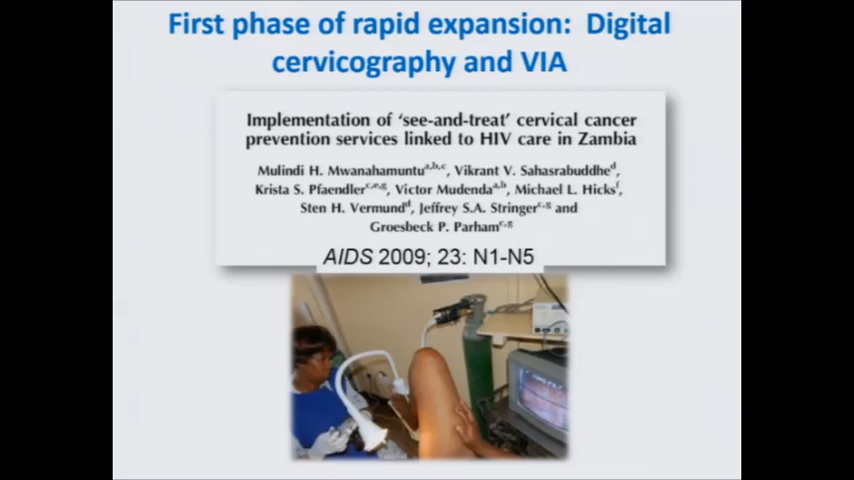 First phase of rapid expansion: Digital
cervicography and VIA
Implementation of ‘see-and-treat’ cervical cancer
prevention services linked to HIV care in Zambia
Mulindi H. Mwanahamuntu^a,b,c, Vikrant V. Sahasrabuddhe^d,
Krista S. Pfaendler^c,e,g, Victor Mudenda^a,b, Michael L. Hicks^f,
Sten H. Vermund^d, Jeffrey S.A. Stringer^c,g and
Groesbeck P. Parham^c,g
AIDS 2009; 23: N1-N5